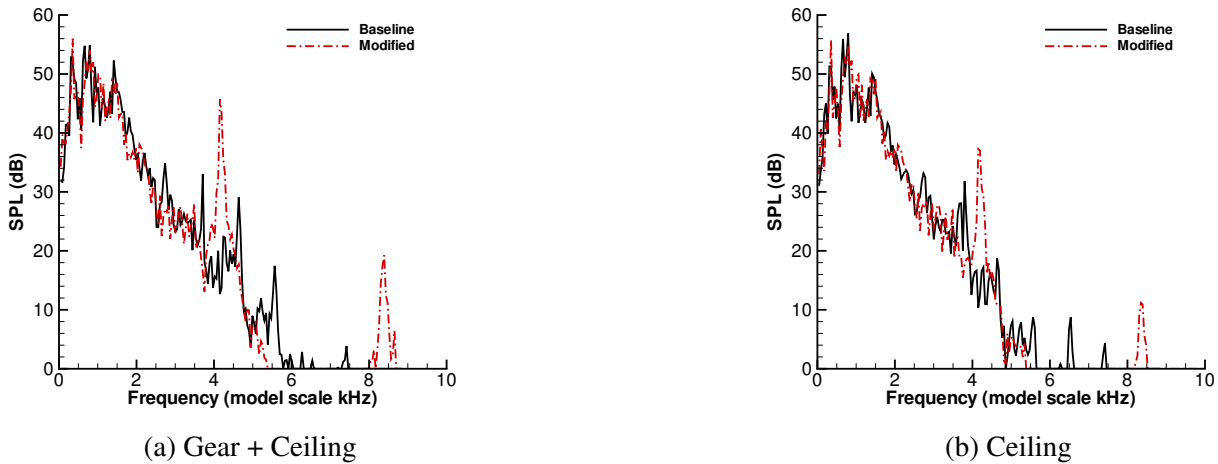 60
50
40
30
20
10
0
SPL (dB)
Baseline
Modified
0 2 4 6 8 10
Frequency (model scale kHz)
(a) Gear + Ceiling
60
50
40
30
20
10
0
SPL (dB)
Baseline
Modified
0 2 4 6 8 10
Frequency (model scale kHz)
(b) Ceiling